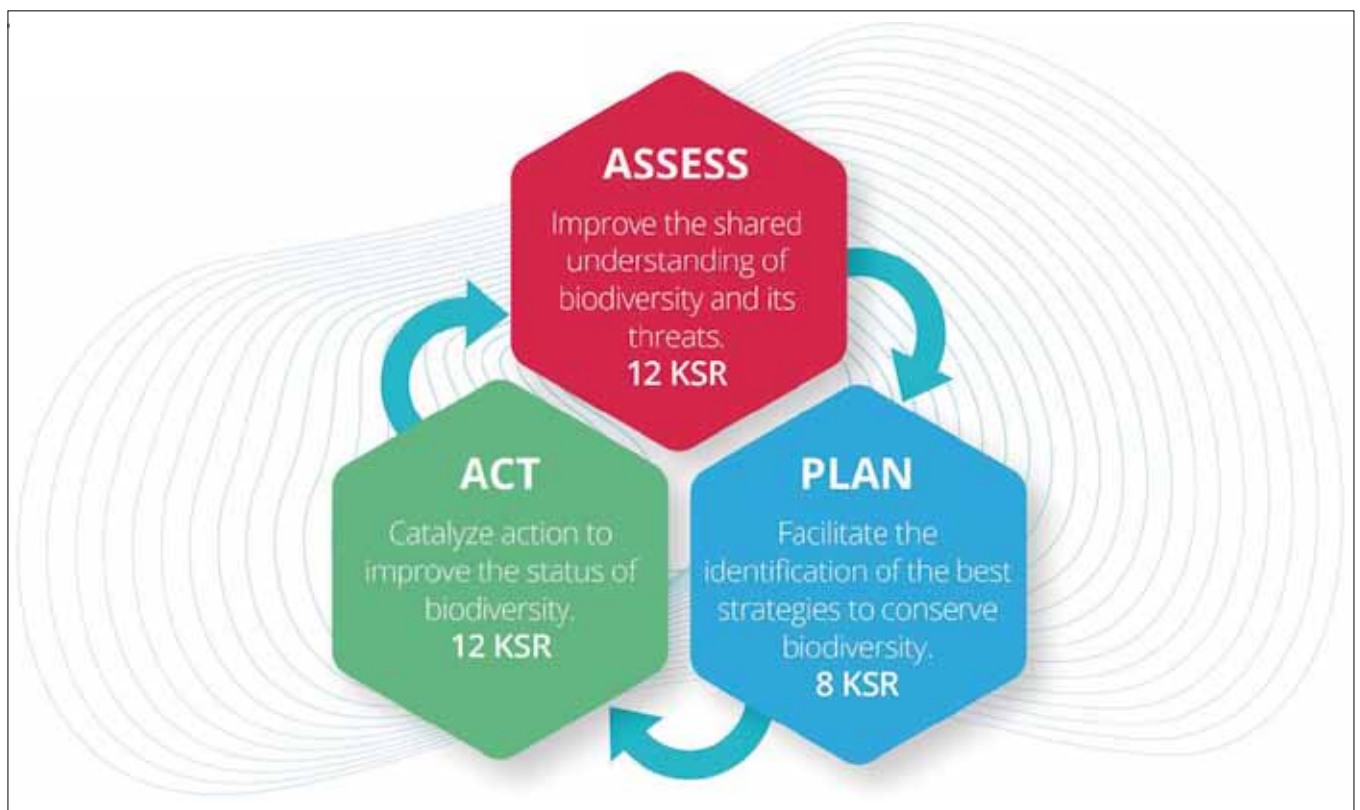 ASSESS
Improve the shared
understanding of
biodiversity and its
threats.
12 KSR
ACT
Catalyze action to
improve the status of
biodiversity.
12 KSR
PLAN
Facilitate the
identification of the best
strategies to conserve
biodiversity.
8 KSR